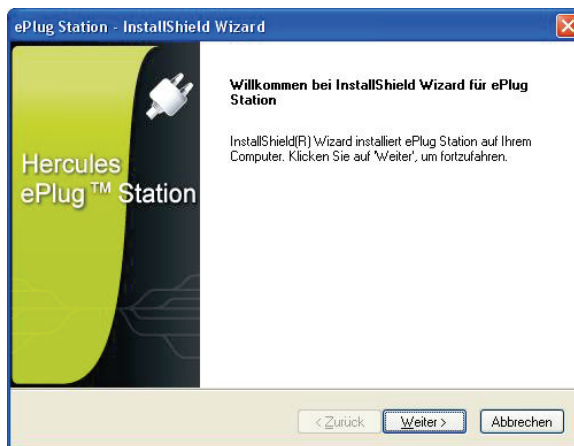 ePlug Station - InstallShield Wizard
Hercules
ePlug™ Station
Willkommen bei InstallShield Wizard für ePlug
Station
InstallShield(R) Wizard installiert ePlug Station auf Ihrem
Computer. Klicken Sie auf 'Weiter', um fortzufahren.
< Zurück
Weiter >
Abbrechen